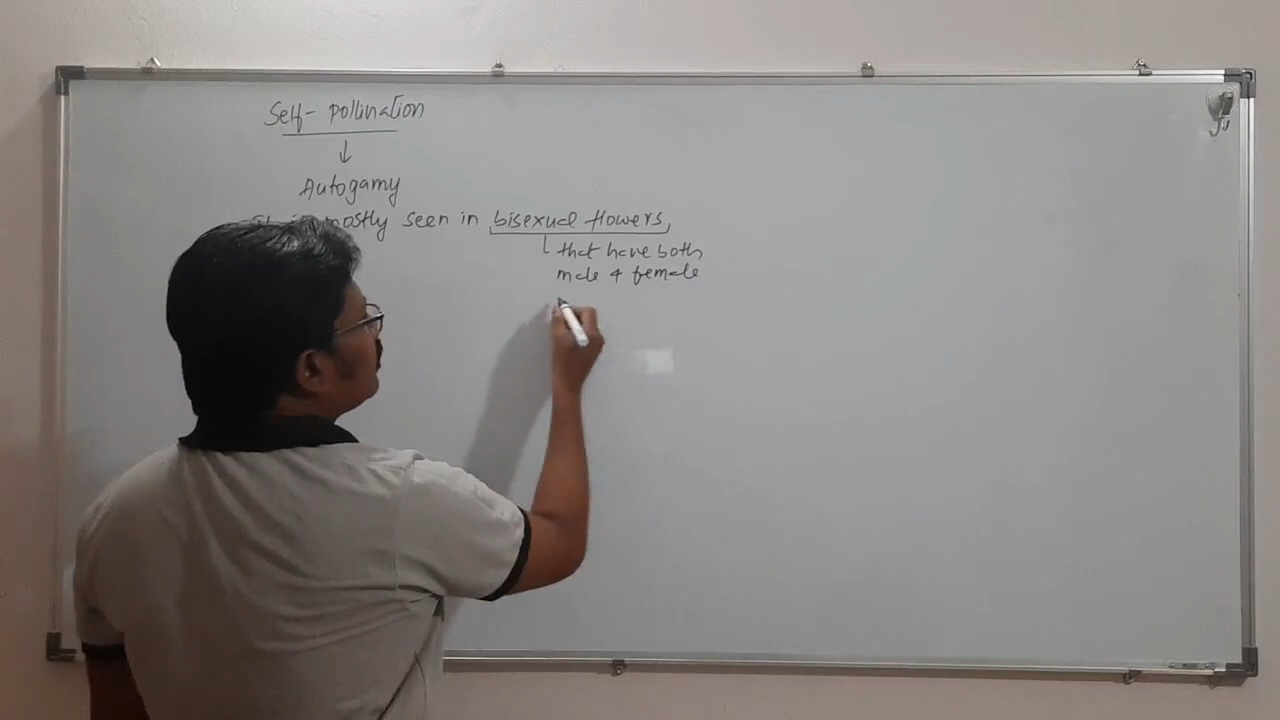 Self- pollination
↓
Autogamy
mostly seen in bisexual flowers,
that have both
male & female